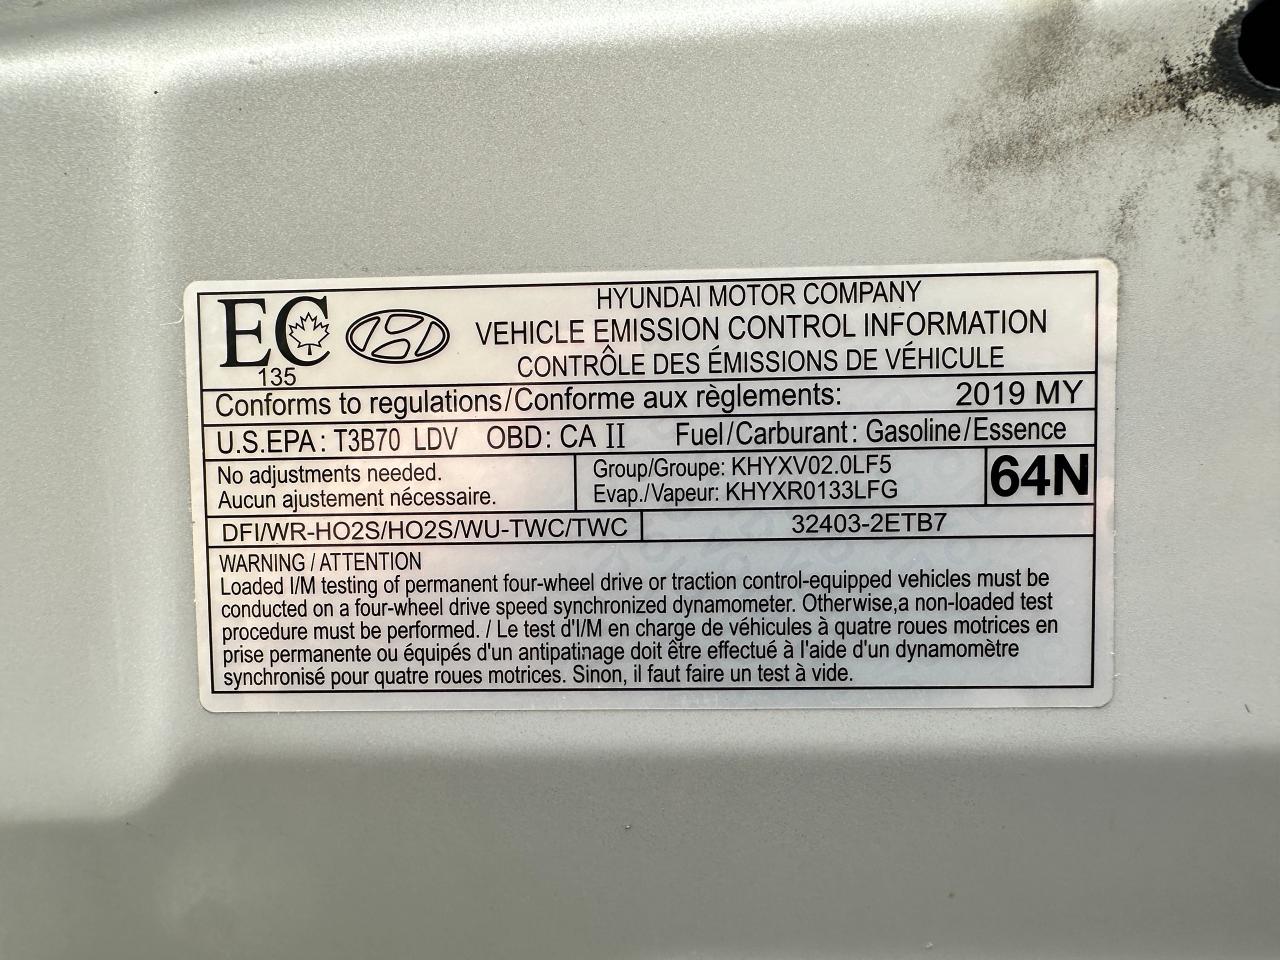 EC
135
HYUNDAI MOTOR COMPANY
VEHICLE EMISSION CONTROL INFORMATION
CONTRÔLE DES ÉMISSIONS DE VÉHICULE
Conforms to regulations/Conforme aux règlements: 2019 MY
U.S.EPA: T3B70 LDV OBD: CA II Fuel/Carburant: Gasoline/Essence
No adjustments needed.
Aucun ajustement nécessaire.
Group/Groupe: KHYXV02.0LF5
Evap./Vapeur: KHYXR0133LFG
64N
DFI/WR-HO2S/HO2S/WU-TWC/TWC 32403-2ETB7
WARNING / ATTENTION
Loaded I/M testing of permanent four-wheel drive or traction control-equipped vehicles must be
conducted on a four-wheel drive speed synchronized dynamometer. Otherwise,a non-loaded test
procedure must be performed. / Le test d'I/M en charge de véhicules à quatre roues motrices en
prise permanente ou équipés d'un antipatinage doit être effectué à l'aide d'un dynamomètre
synchronisé pour quatre roues motrices. Sinon, il faut faire un test à vide.